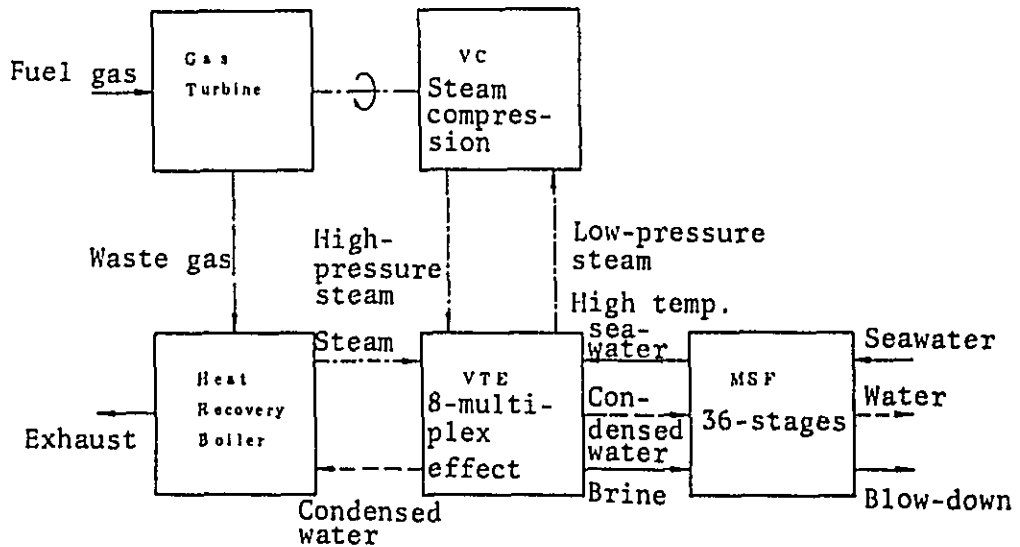 Fuel gas
Gas
Turbine
VC
Steam
compres-
sion
Waste gas
High-
pressure
steam
Low-pressure
steam
High temp.
sea-
water
Steam
Seawater
Heat
Recovery
Boiler
VTE
8-multi-
plex
effect
Con-
densed
water
MSF
36-stages
Water
Exhaust
Condensed
water
Brine
Blow-down